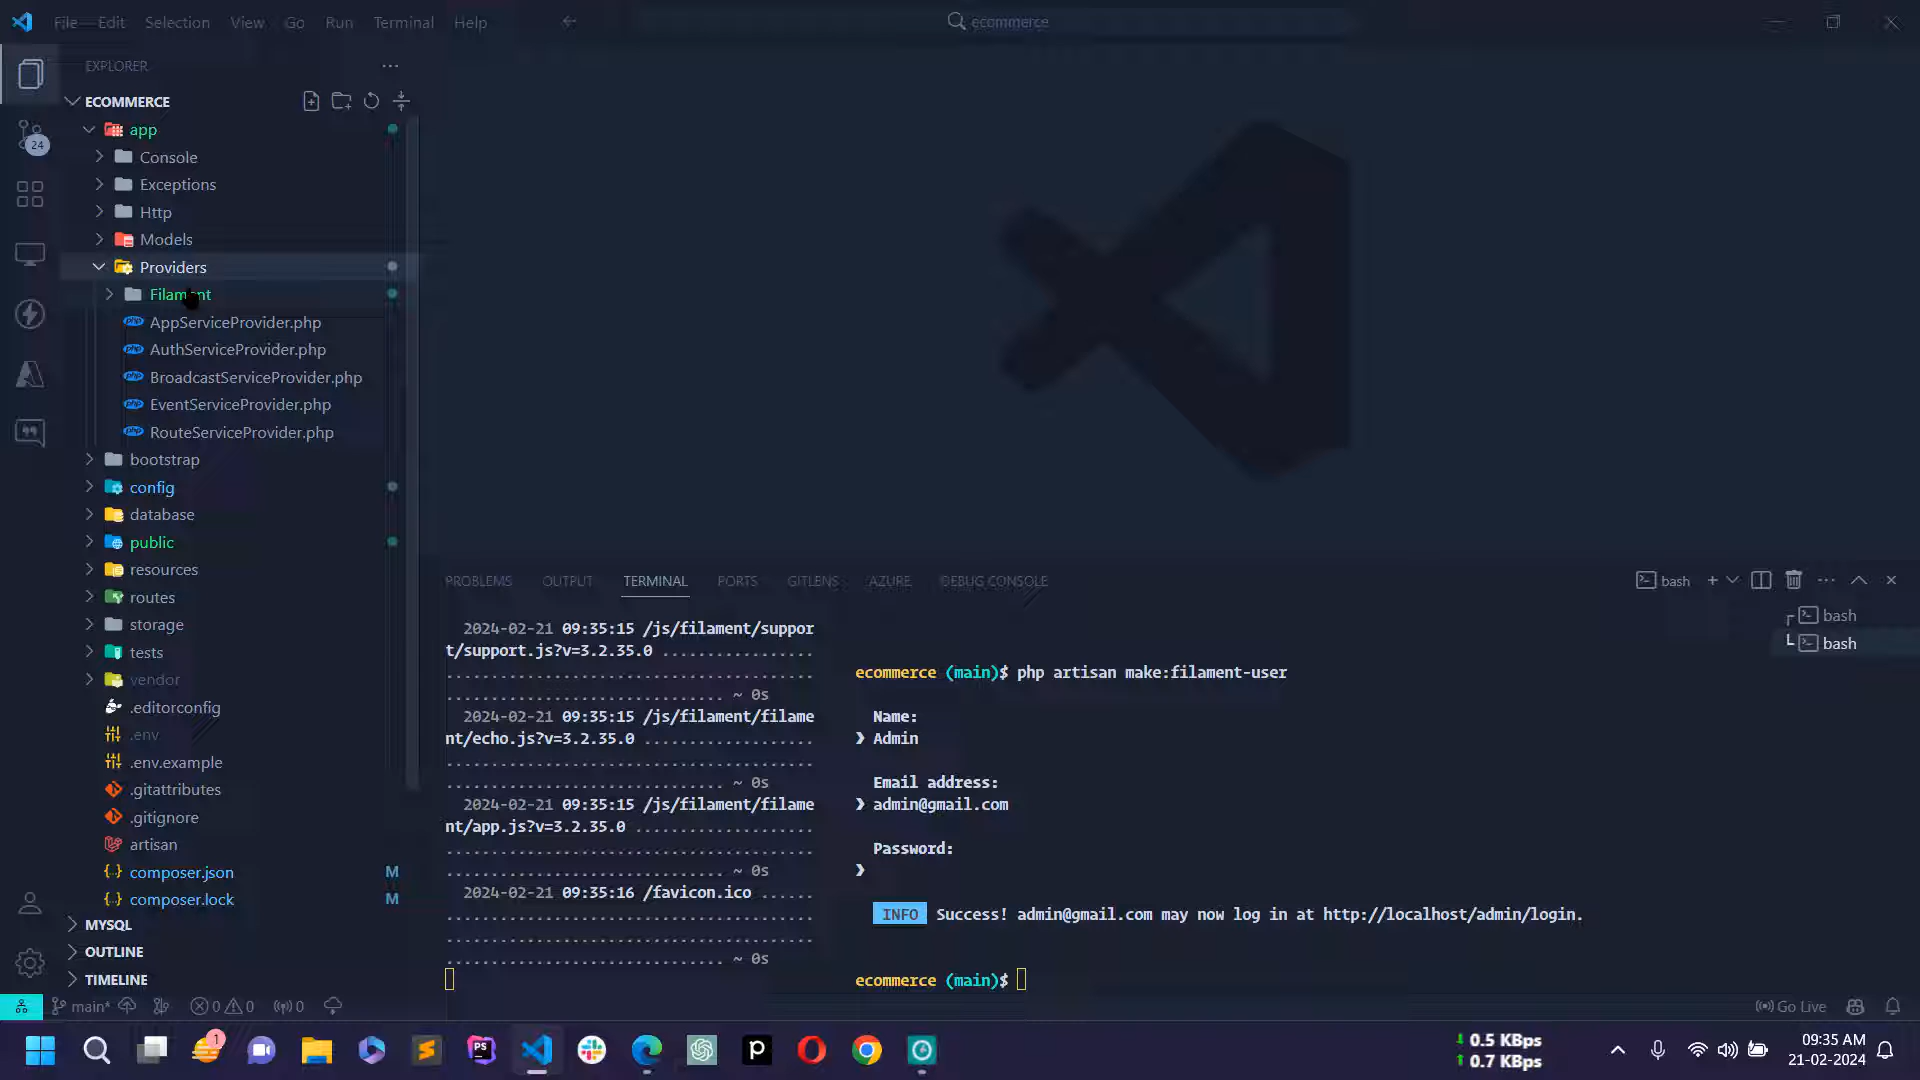 File Edit Selection View Go Run Terminal Help
ecommerce
EXPLORER
ECOMMERCE
app
Console
Exceptions
Http
Models
Providers
Filament
AppServiceProvider.php
AuthServiceProvider.php
BroadcastServiceProvider.php
EventServiceProvider.php
RouteServiceProvider.php
bootstrap
config
database
public
resources
routes
storage
tests
vendor
.editorconfig
.env
.env.example
.gitattributes
.gitignore
artisan
composer.json M
composer.lock M
MYSQL
OUTLINE
TIMELINE
24
PROBLEMS OUTPUT TERMINAL PORTS GITLENS AZURE DEBUG CONSOLE
bash
bash
bash
2024-02-21 09:35:15 /js/filament/suppor
t/support.js?v=3.2.35.0 .................
.........................................
............................... ~ 0s
2024-02-21 09:35:15 /js/filament/filame
nt/echo.js?v=3.2.35.0 ...................
.........................................
............................... ~ 0s
2024-02-21 09:35:15 /js/filament/filame
nt/app.js?v=3.2.35.0 ....................
.........................................
............................... ~ 0s
2024-02-21 09:35:16 /favicon.ico ......
.........................................
.........................................
............................... ~ 0s
ecommerce (main)$ php artisan make:filament-user
Name:
❯ Admin
Email address:
❯ admin@gmail.com
Password:
❯
INFO Success! admin@gmail.com may now log in at http://localhost/admin/login.
ecommerce (main)$
main* 0 0 0
Go Live
1
PS
P
0.5 KBps
0.7 KBps
09:35 AM
21-02-2024